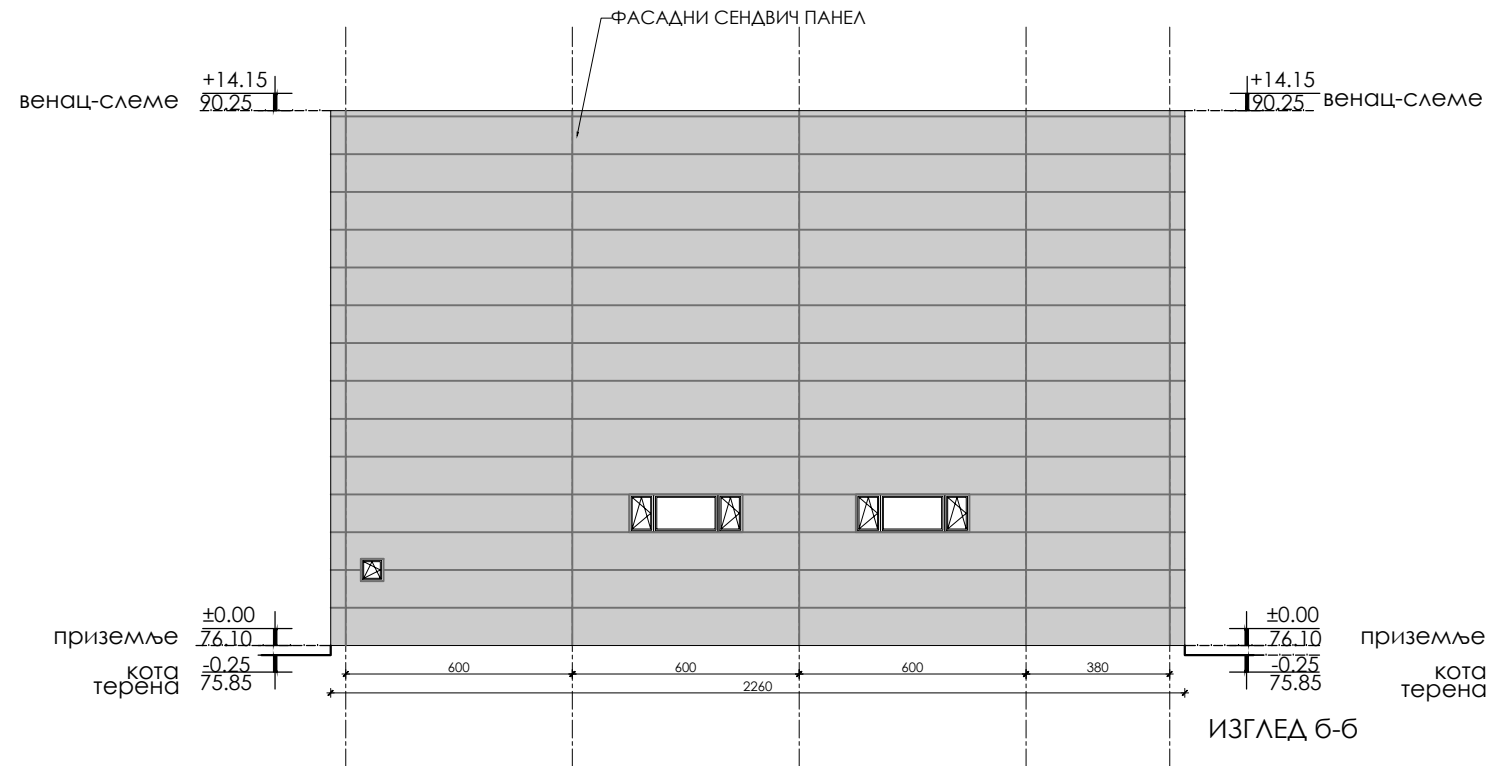 ФАСАДНИ СЕНДВИЧ ПАНЕЛ
+14.15
венац-слеме 90.25
+14.15
90.25 венац-слеме
±0.00
приземље 76.10
-0.25
кота
терена 75.85
±0.00
76.10 приземље
-0.25
кота
75.85 терена
600 600 600 380
2260
ИЗГЛЕД б-б